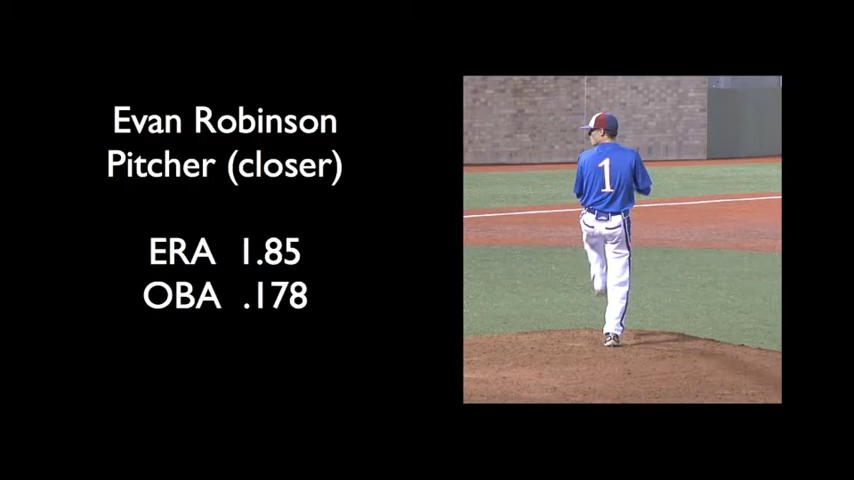 Evan Robinson
Pitcher (closer)
ERA 1.85
OBA .178
1